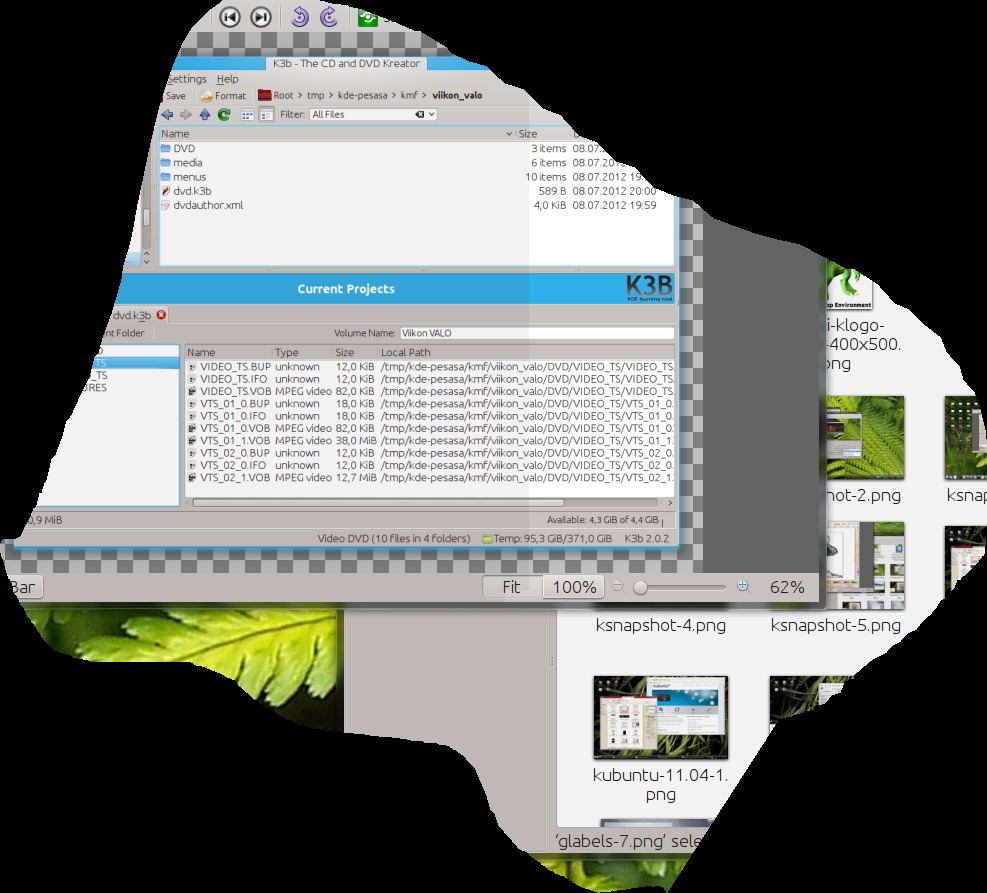 K3b - The CD and DVD Kreator
Settings Help
Save Format Root > tmp > kde-pesasa > kmf > viikon_valo
Filter: All Files
Name Size
DVD 3 items 08.07.
media 6 items 08.07.2012
menus 10 items 08.07.2012 19:
dvd.k3b 589 B 08.07.2012 20:00
dvdauthor.xml 4,0 KiB 08.07.2012 19:59
Current Projects
K3B
KDE burning tool
dvd.k3b
Folder Volume Name: Viikon VALO
Name Type Size Local Path
VIDEO_TS.BUP unknown 12,0 KiB /tmp/kde-pesasa/kmf/viikon_valo/DVD/VIDEO_TS/VIDEO_TS.
VIDEO_TS.IFO unknown 12,0 KiB /tmp/kde-pesasa/kmf/viikon_valo/DVD/VIDEO_TS/VIDEO_TS.
VIDEO_TS.VOB MPEG video 82,0 KiB /tmp/kde-pesasa/kmf/viikon_valo/DVD/VIDEO_TS/VIDEO_TS.
VTS_01_0.BUP unknown 18,0 KiB /tmp/kde-pesasa/kmf/viikon_valo/DVD/VIDEO_TS/VTS_01_0.
VTS_01_0.IFO unknown 18,0 KiB /tmp/kde-pesasa/kmf/viikon_valo/DVD/VIDEO_TS/VTS_01_0.
VTS_01_0.VOB MPEG video 82,0 KiB /tmp/kde-pesasa/kmf/viikon_valo/DVD/VIDEO_TS/VTS_01_0.
VTS_01_1.VOB MPEG video 38,0 MiB /tmp/kde-pesasa/kmf/viikon_valo/DVD/VIDEO_TS/VTS_01_1.
VTS_02_0.BUP unknown 12,0 KiB /tmp/kde-pesasa/kmf/viikon_valo/DVD/VIDEO_TS/VTS_02_0.
VTS_02_0.IFO unknown 12,0 KiB /tmp/kde-pesasa/kmf/viikon_valo/DVD/VIDEO_TS/VTS_02_0.
VTS_02_1.VOB MPEG video 12,7 MiB /tmp/kde-pesasa/kmf/viikon_valo/DVD/VIDEO_TS/VTS_02_1.
0,9 MiB Available: 4,3 GiB of 4,4 GiB
Video DVD (10 files in 4 folders) Temp: 95,3 GiB/371,0 GiB K3b 2.0.2
Bar Fit 100% 62%
Environment
i-klogo-
-400x500.
png
hot-2.png ksnap
ksnapshot-4.png ksnapshot-5.png
kubuntu-11.04-1.
png
'glabels-7.png' sele